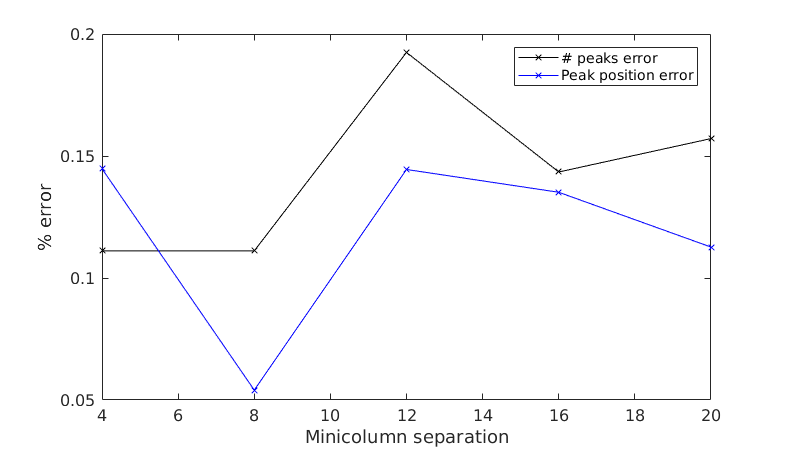 0.2
0.15
0.1
0.05
% error
# peaks error
Peak position error
4 6 8 10 12 14 16 18 20
Minicolumn separation